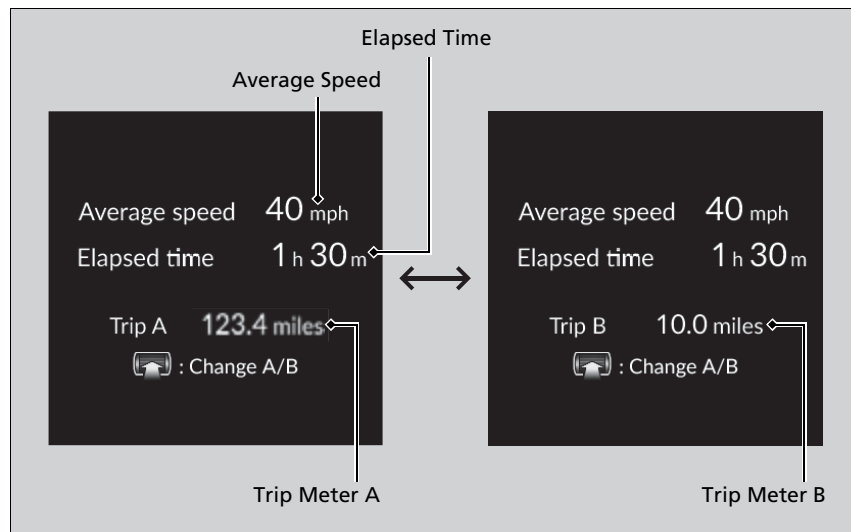 Elapsed Time
Average Speed
Average speed 40 mph
Elapsed time 1 h 30 m
Trip A 123.4 miles
: Change A/B
Average speed 40 mph
Elapsed time 1 h 30 m
Trip B 10.0 miles
: Change A/B
Trip Meter A
Trip Meter B